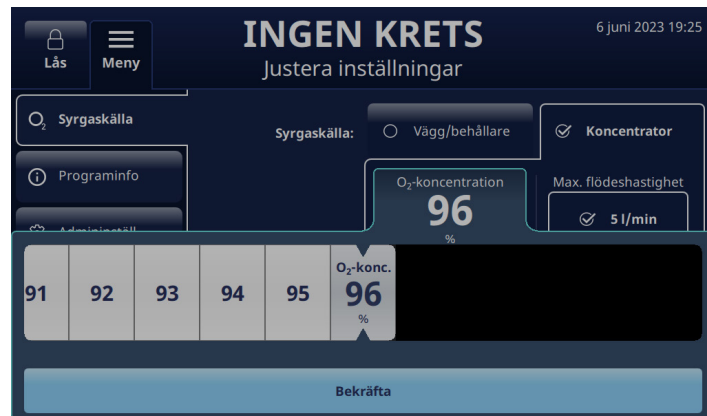 INGEN KRETS
6 juni 2023 19:25
Lås
Meny
Justera inställningar
O₂ Syrgaskälla
Syrgaskälla:
Vägg/behållare
Koncentrator
Programinfo
O₂-koncentration
Max. flödeshastighet
96
5 l/min
%
91
92
93
94
95
O₂-konc.
96
%
Bekräfta